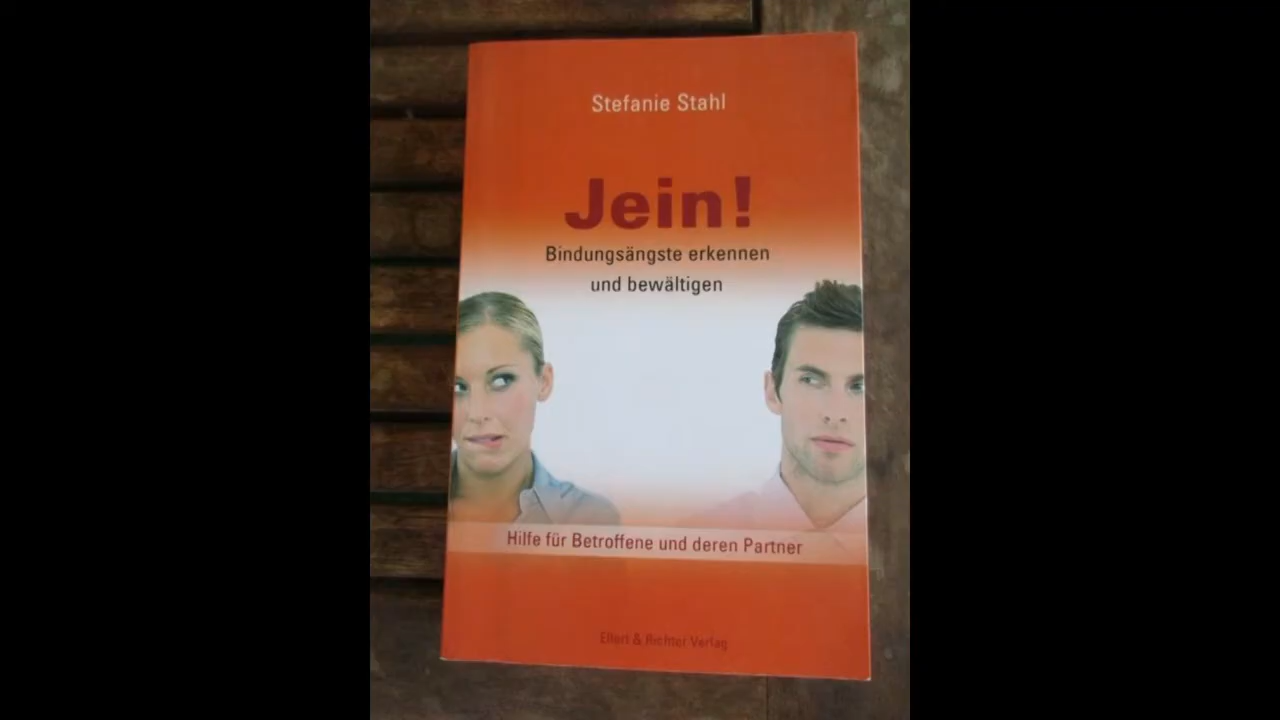 Stefanie Stahl
Jein!
Bindungsängste erkennen
und bewältigen
Hilfe für Betroffene und deren Partner
Ellert & Richter Verlag